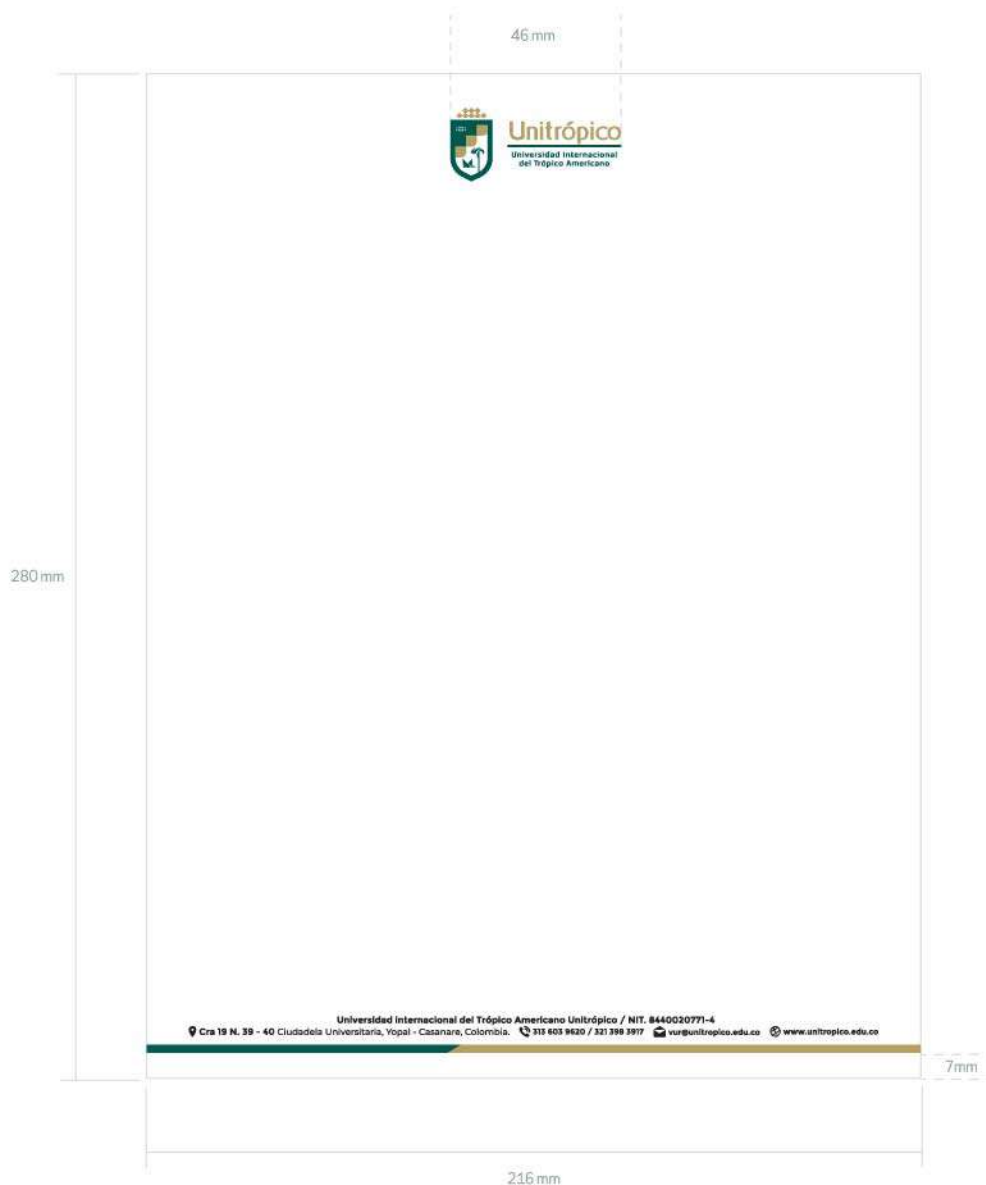 46 mm
Unitrópico
Universidad Internacional
del Trópico Americano
280 mm
Universidad internacional del Trópico Americano Unitrópico / NIT. 8440020771-4
Cra 19 N. 39 - 40 Ciudadela Universitaria, Yopal - Casanare, Colombia. 313 603 9620 / 321 398 3917 vur@unitropico.edu.co www.unitropico.edu.co
7mm
216 mm